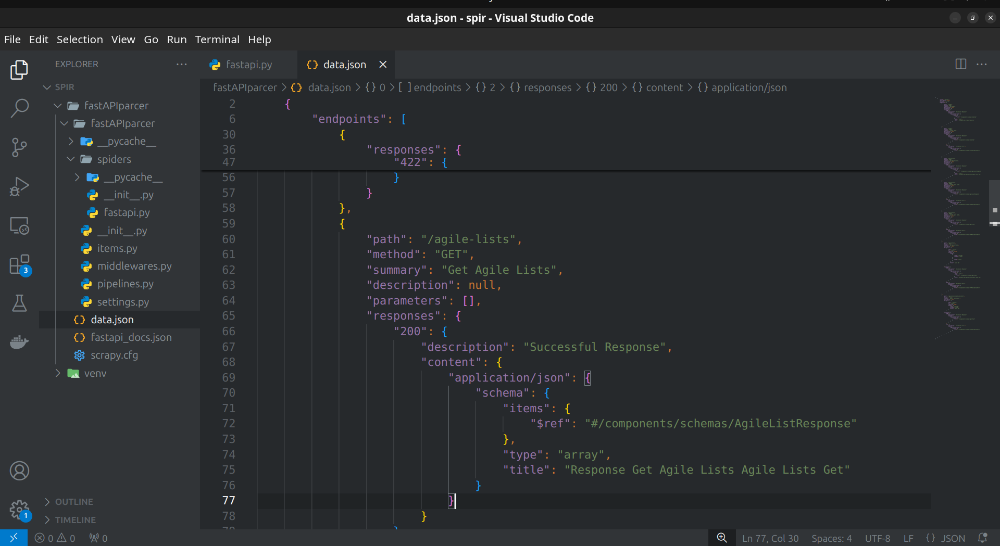 data.json - spir - Visual Studio Code
File Edit Selection View Go Run Terminal Help
EXPLORER
SPIR
fastAPIparcer
fastAPIparcer
__pycache__
spiders
__pycache__
__init__.py
fastapi.py
__init__.py
items.py
middlewares.py
pipelines.py
settings.py
data.json
fastapi_docs.json
scrapy.cfg
venv
OUTLINE
TIMELINE
3
1
fastapi.py data.json
fastAPIparcer > {} data.json > {} 0 > [ ] endpoints > {} 2 > {} responses > {} 200 > {} content > {} application/json
2 {
6 "endpoints": [
30 {
36 "responses": {
47 "422": {
56 }
57 }
58 },
59 {
60 "path": "/agile-lists",
61 "method": "GET",
62 "summary": "Get Agile Lists",
63 "description": null,
64 "parameters": [],
65 "responses": {
66 "200": {
67 "description": "Successful Response",
68 "content": {
69 "application/json": {
70 "schema": {
71 "items": {
72 "$ref": "#/components/schemas/AgileListResponse"
73 },
74 "type": "array",
75 "title": "Response Get Agile Lists Agile Lists Get"
76 }
77 }
78 }
0 0 0 Ln 77, Col 30 Spaces: 4 UTF-8 LF {} JSON